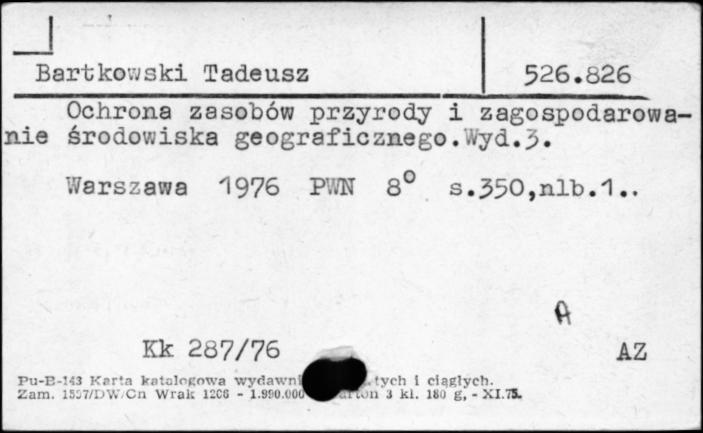 Bartkowski Tadeusz 526.826
Ochrona zasobów przyrody i zagospodarowa-
nie środowiska geograficznego.Wyd.3.
Warszawa 1976 PWN 8° s.350,nlb.1..
A
Kk 287/76 AZ
Pu-B-143 Karta katalogowa tych i ciągłych.
Zam. 1557/DW/Cn Wrak 1266 - 1.990.000 3 kl. 180 g, - XI.75.